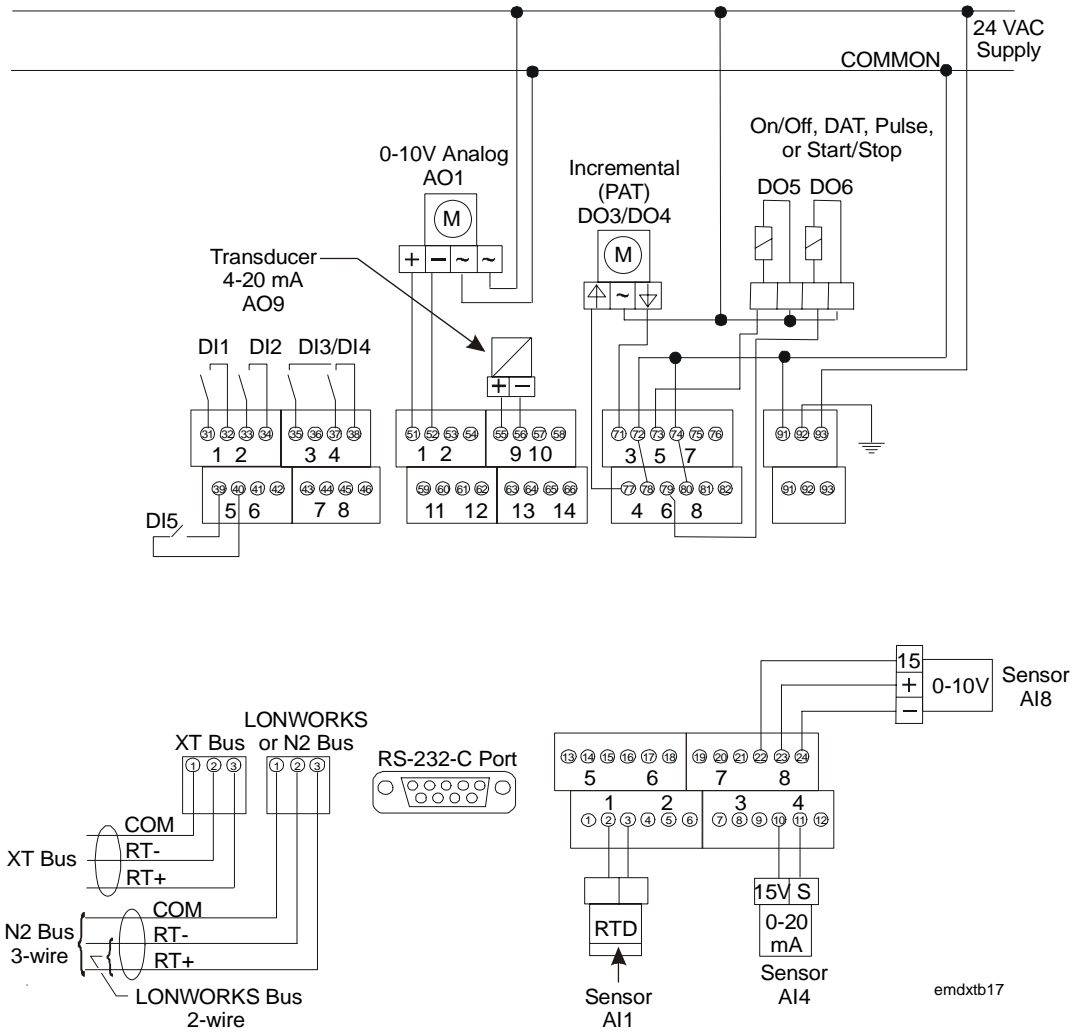 24 VAC
Supply
COMMON
On/Off, DAT, Pulse,
or Start/Stop
0-10V Analog
AO1
Incremental
(PAT)
DO3/DO4
DO5 DO6
M
M
+ − ~ ~
~
Transducer
4-20 mA
AO9
DI1 DI2 DI3/DI4
+ −
31 32 33 34 35 36 37 38
1 2 3 4
51 52 53 54 55 56 57 58
1 2 9 10
71 72 73 74 75 76
3 5 7
91 92 93
39 40 41 42 43 44 45 46
5 6 7 8
59 60 61 62 63 64 65 66
11 12 13 14
77 78 79 80 81 82
4 6 8
91 92 93
DI5
15
+
−
0-10V
Sensor
AI8
LONWORKS
or N2 Bus
XT Bus
1 2 3
1 2 3
RS-232-C Port
13 14 15 16 17 18 19 20 21 22 23 24
5 6 7 8
1 2 3 4
1 2 3 4 5 6 7 8 9 10 11 12
XT Bus
COM
RT-
RT+
N2 Bus
3-wire
COM
RT-
RT+
LONWORKS Bus
2-wire
RTD
Sensor
AI1
15V S
0-20
mA
Sensor
AI4
emdxtb17